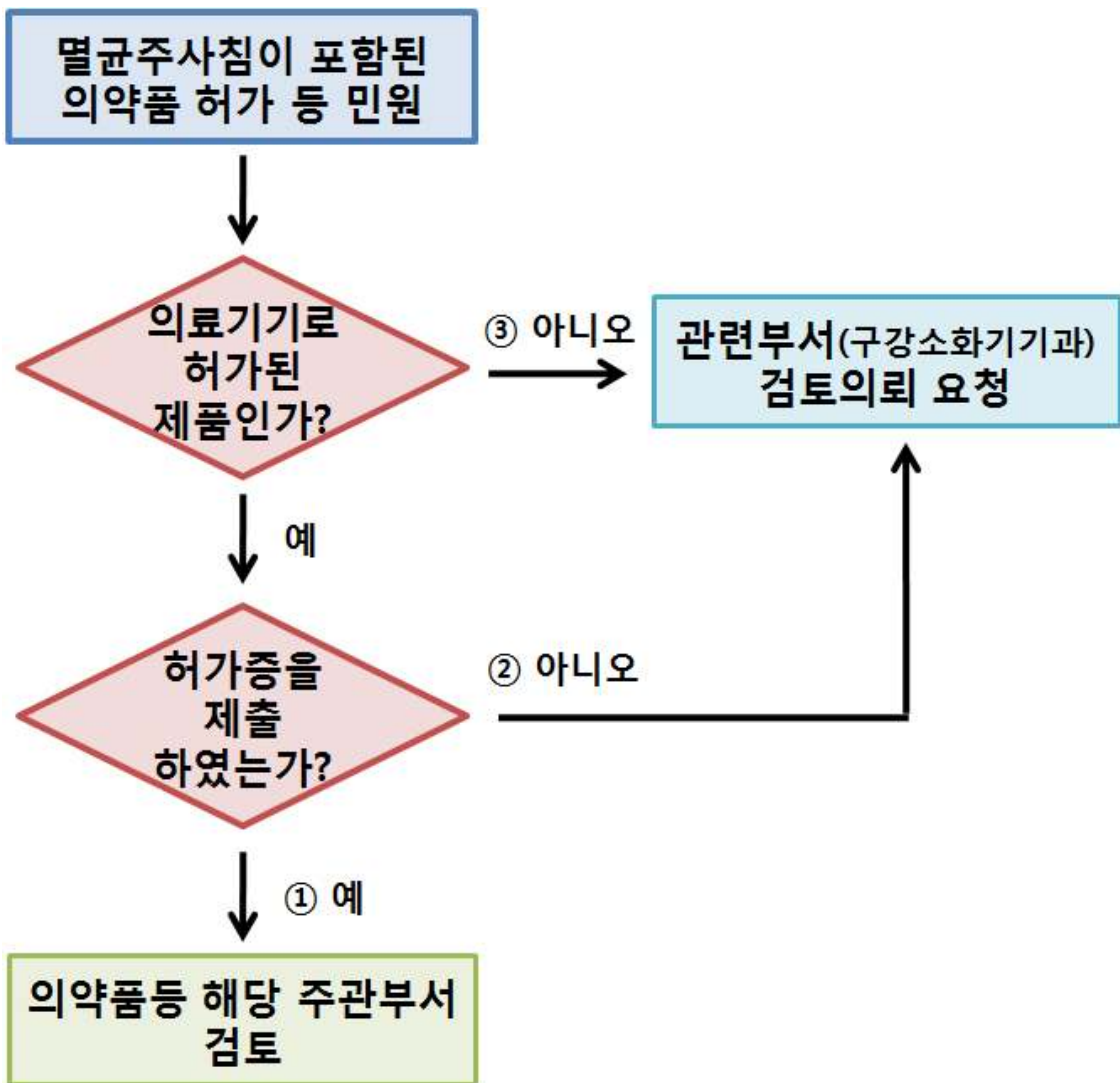 멸균주사침이 포함된
의약품 허가 등 민원
의료기기로
허가된
제품인가?
③ 아니오
관련부서(구강소화기기과)
검토의뢰 요청
예
허가증을
제출
하였는가?
② 아니오
① 예
의약품등 해당 주관부서
검토